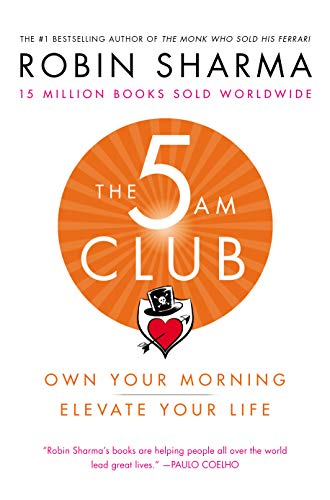 THE #1 BESTSELLING AUTHOR OF THE MONK WHO SOLD HIS FERRARI
ROBIN SHARMA
15 MILLION BOOKS SOLD WORLDWIDE
THE 5 AM
CLUB
OWN YOUR MORNING
ELEVATE YOUR LIFE
“Robin Sharma’s books are helping people all over the world
lead great lives.” —PAULO COELHO